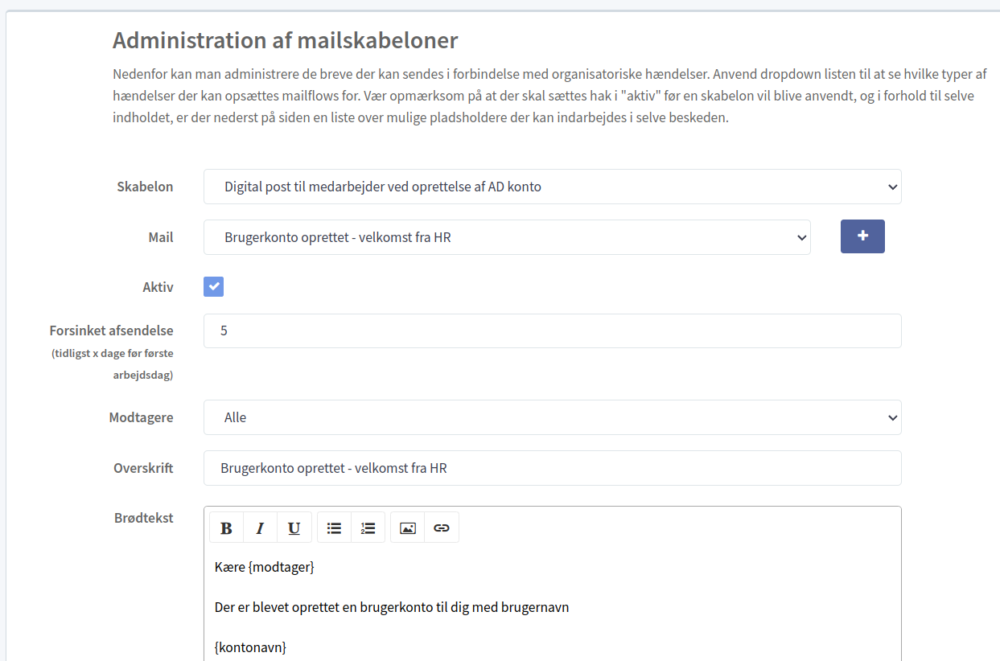 Administration af mailskabeloner
Nedenfor kan man administrere de breve der kan sendes i forbindelse med organisatoriske hændelser. Anvend dropdown listen til at se hvilke typer af
hændelser der kan opsættes mailflows for. Vær opmærksom på at der skal sættes hak i "aktiv" før en skabelon vil blive anvendt, og i forhold til selve
indholdet, er der nederst på siden en liste over mulige pladsholdere der kan indarbejdes i selve beskeden.
Skabelon
Digital post til medarbejder ved oprettelse af AD konto
Mail
Brugerkonto oprettet - velkomst fra HR
+
Aktiv
Forsinket afsendelse
(tidligst x dage før første
arbejdsdag)
5
Modtagere
Alle
Overskrift
Brugerkonto oprettet - velkomst fra HR
Brødtekst
B I U
Kære {modtager}
Der er blevet oprettet en brugerkonto til dig med brugernavn
{kontonavn}